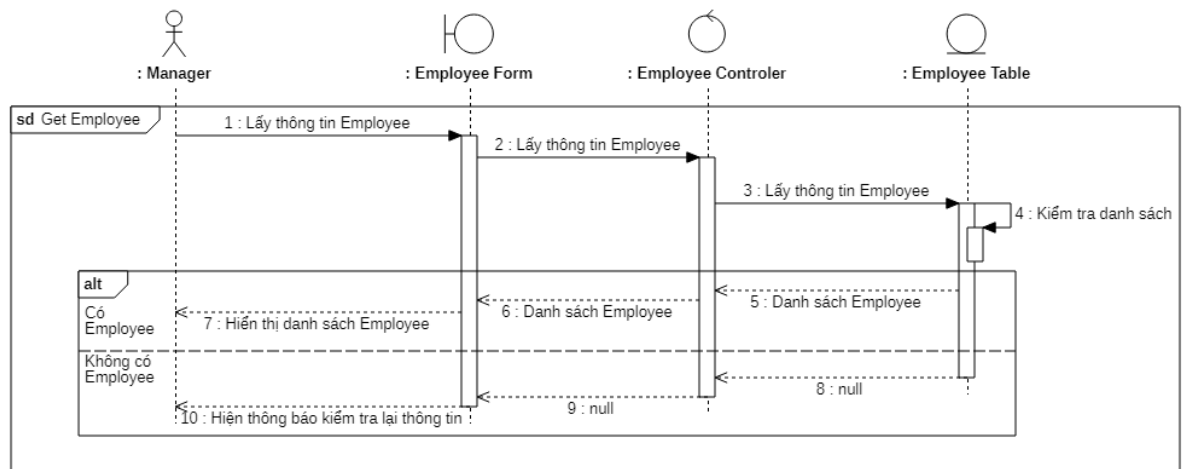 : Manager
: Employee Form
: Employee Controler
: Employee Table
sd Get Employee
1 : Lấy thông tin Employee
2 : Lấy thông tin Employee
3 : Lấy thông tin Employee
4 : Kiểm tra danh sách
alt
Có
Employee
5 : Danh sách Employee
6 : Danh sách Employee
7 : Hiển thị danh sách Employee
Không có
Employee
8 : null
9 : null
10 : Hiện thông báo kiểm tra lại thông tin